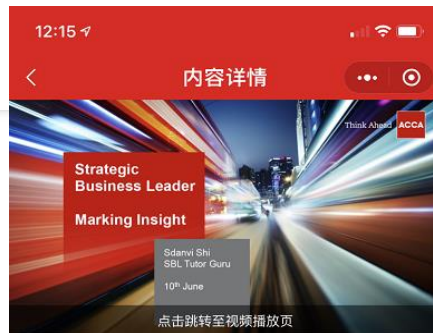 12:15
内容详情
Think Ahead ACCA
Strategic
Business Leader
Marking Insight
Sdanvi Shi
SBL Tutor Guru
10th June
点击跳转至视频播放页